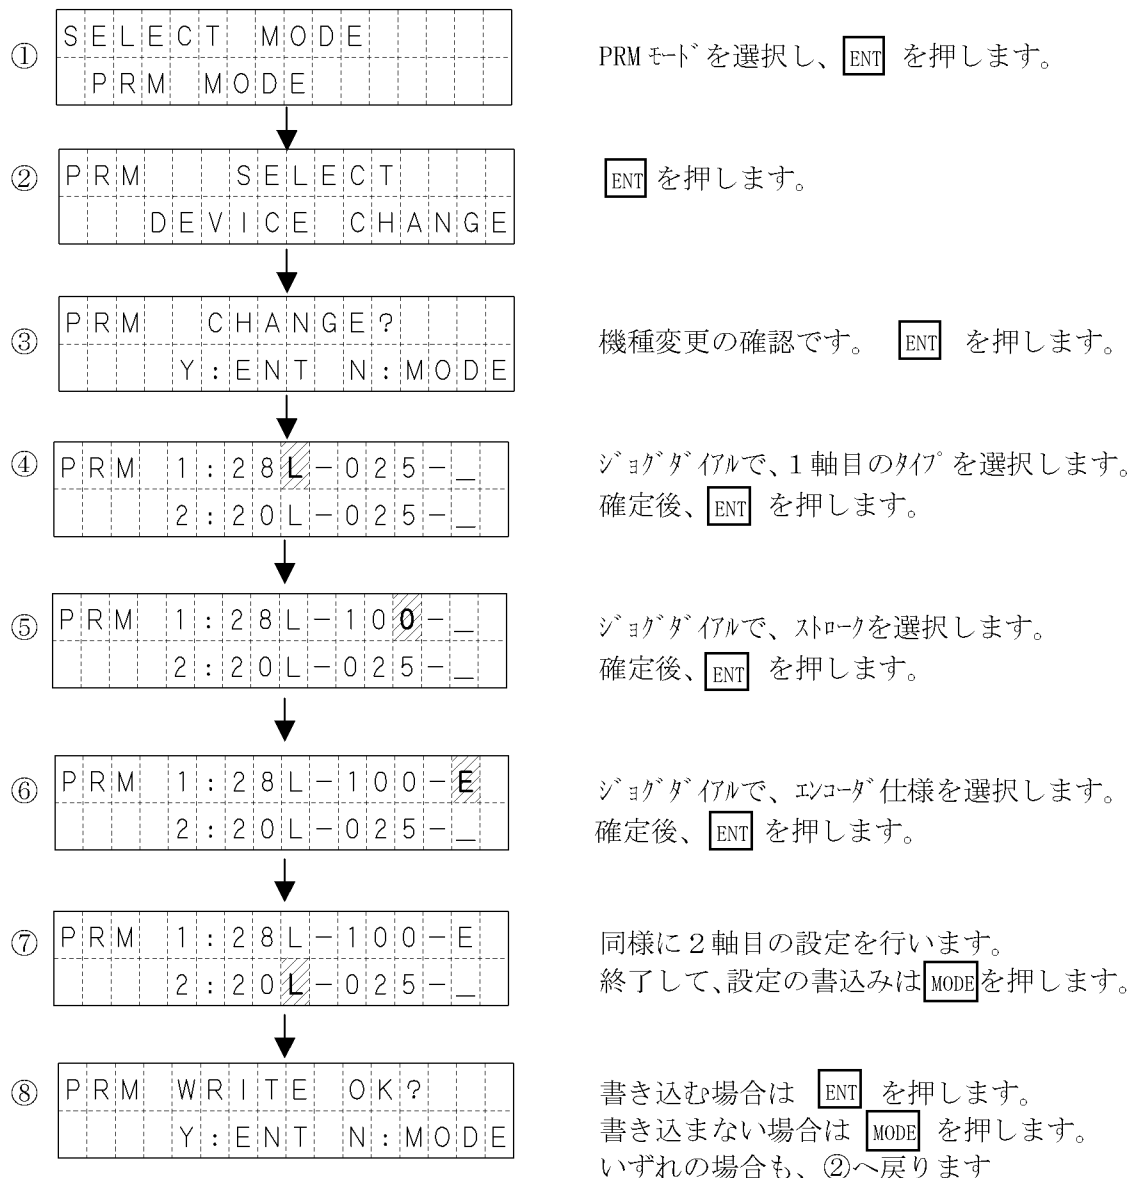 ① SELECT MODE
PRM MODE
PRMモードを選択し、ENT を押します。
② PRM SELECT
DEVICE CHANGE
ENT を押します。
③ PRM CHANGE?
Y:ENT N:MODE
機種変更の確認です。 ENT を押します。
④ PRM 1:28L-025-_
2:20L-025-_
ジョグダイアルで、1軸目のタイプを選択します。
確定後、ENT を押します。
⑤ PRM 1:28L-100-_
2:20L-025-_
ジョグダイアルで、ストロークを選択します。
確定後、ENT を押します。
⑥ PRM 1:28L-100-E
2:20L-025-_
ジョグダイアルで、エンコーダ仕様を選択します。
確定後、ENT を押します。
⑦ PRM 1:28L-100-E
2:20L-025-_
同様に2軸目の設定を行います。
終了して、設定の書込みはMODEを押します。
⑧ PRM WRITE OK?
Y:ENT N:MODE
書き込む場合は ENT を押します。
書き込まない場合は MODE を押します。
いずれの場合も、②へ戻ります